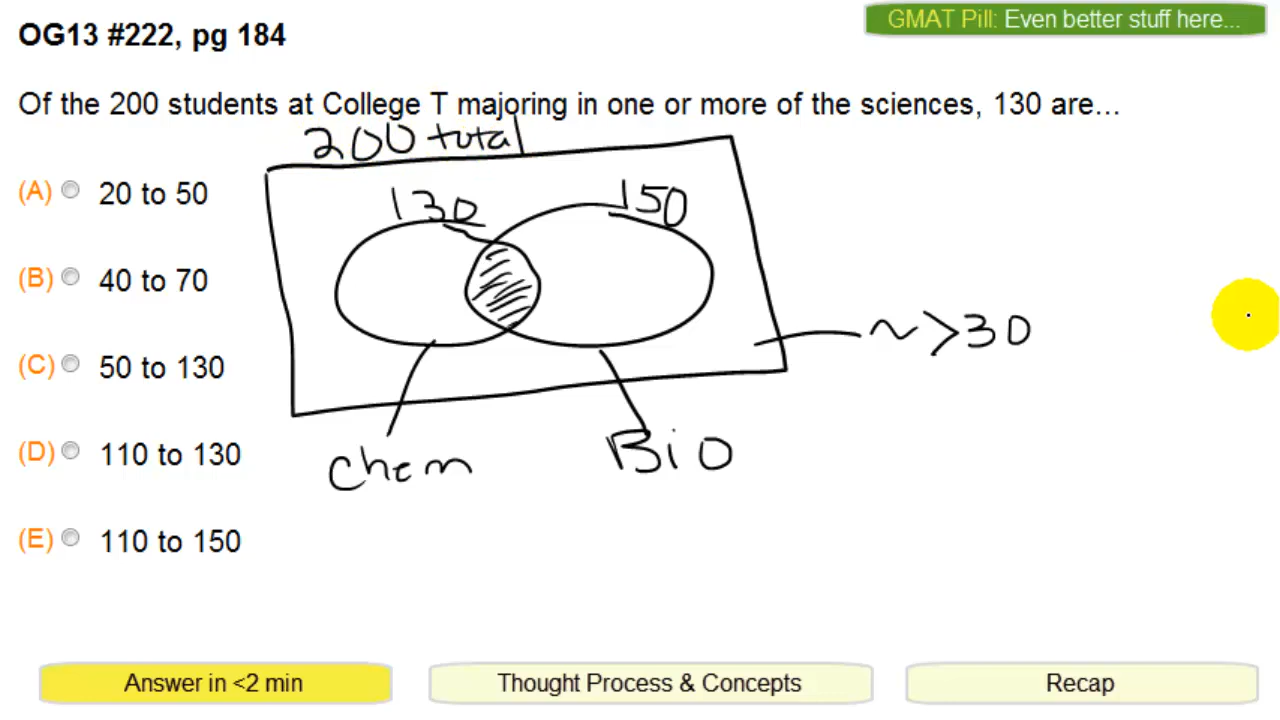 OG13 #222, pg 184
GMAT Pill: Even better stuff here...
Of the 200 students at College T majoring in one or more of the sciences, 130 are...
200 total
130
150
(A) 20 to 50
(B) 40 to 70
~ >30
(C) 50 to 130
(D) 110 to 130
Chem
Bio
(E) 110 to 150
Answer in <2 min
Thought Process & Concepts
Recap